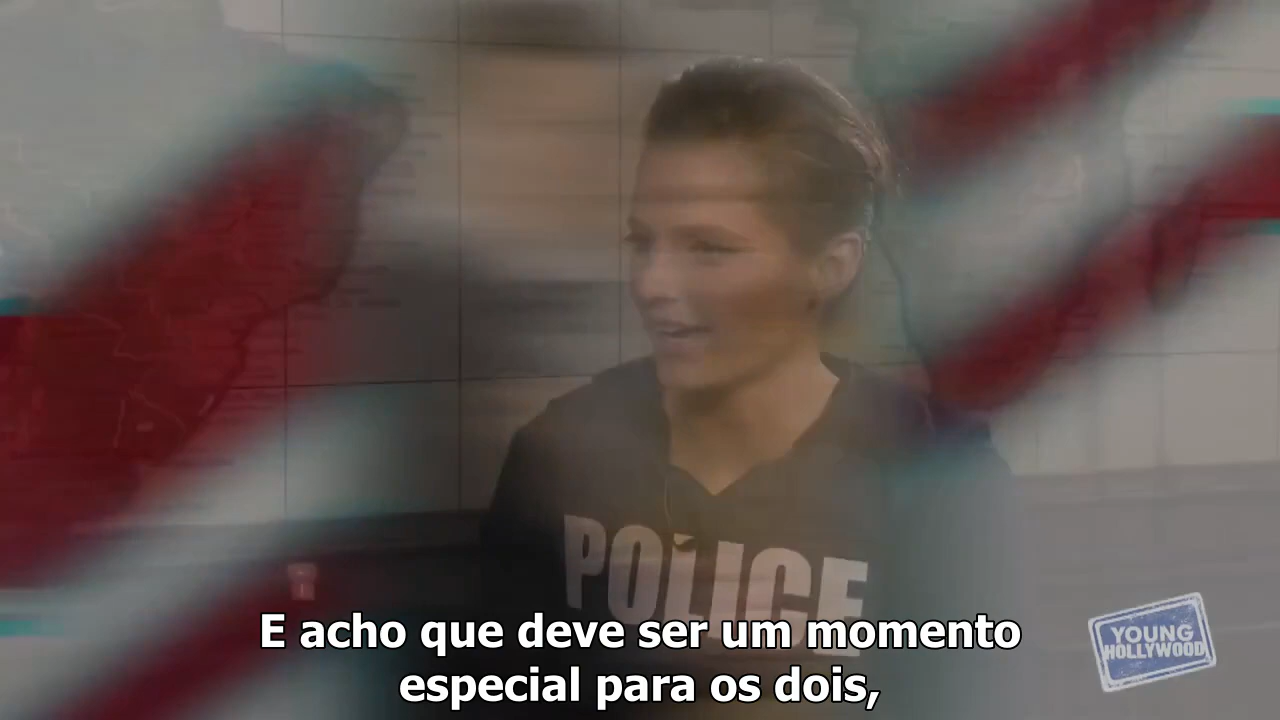 POLICE
E acho que deve ser um momento
especial para os dois,
YOUNG
HOLLYWOOD